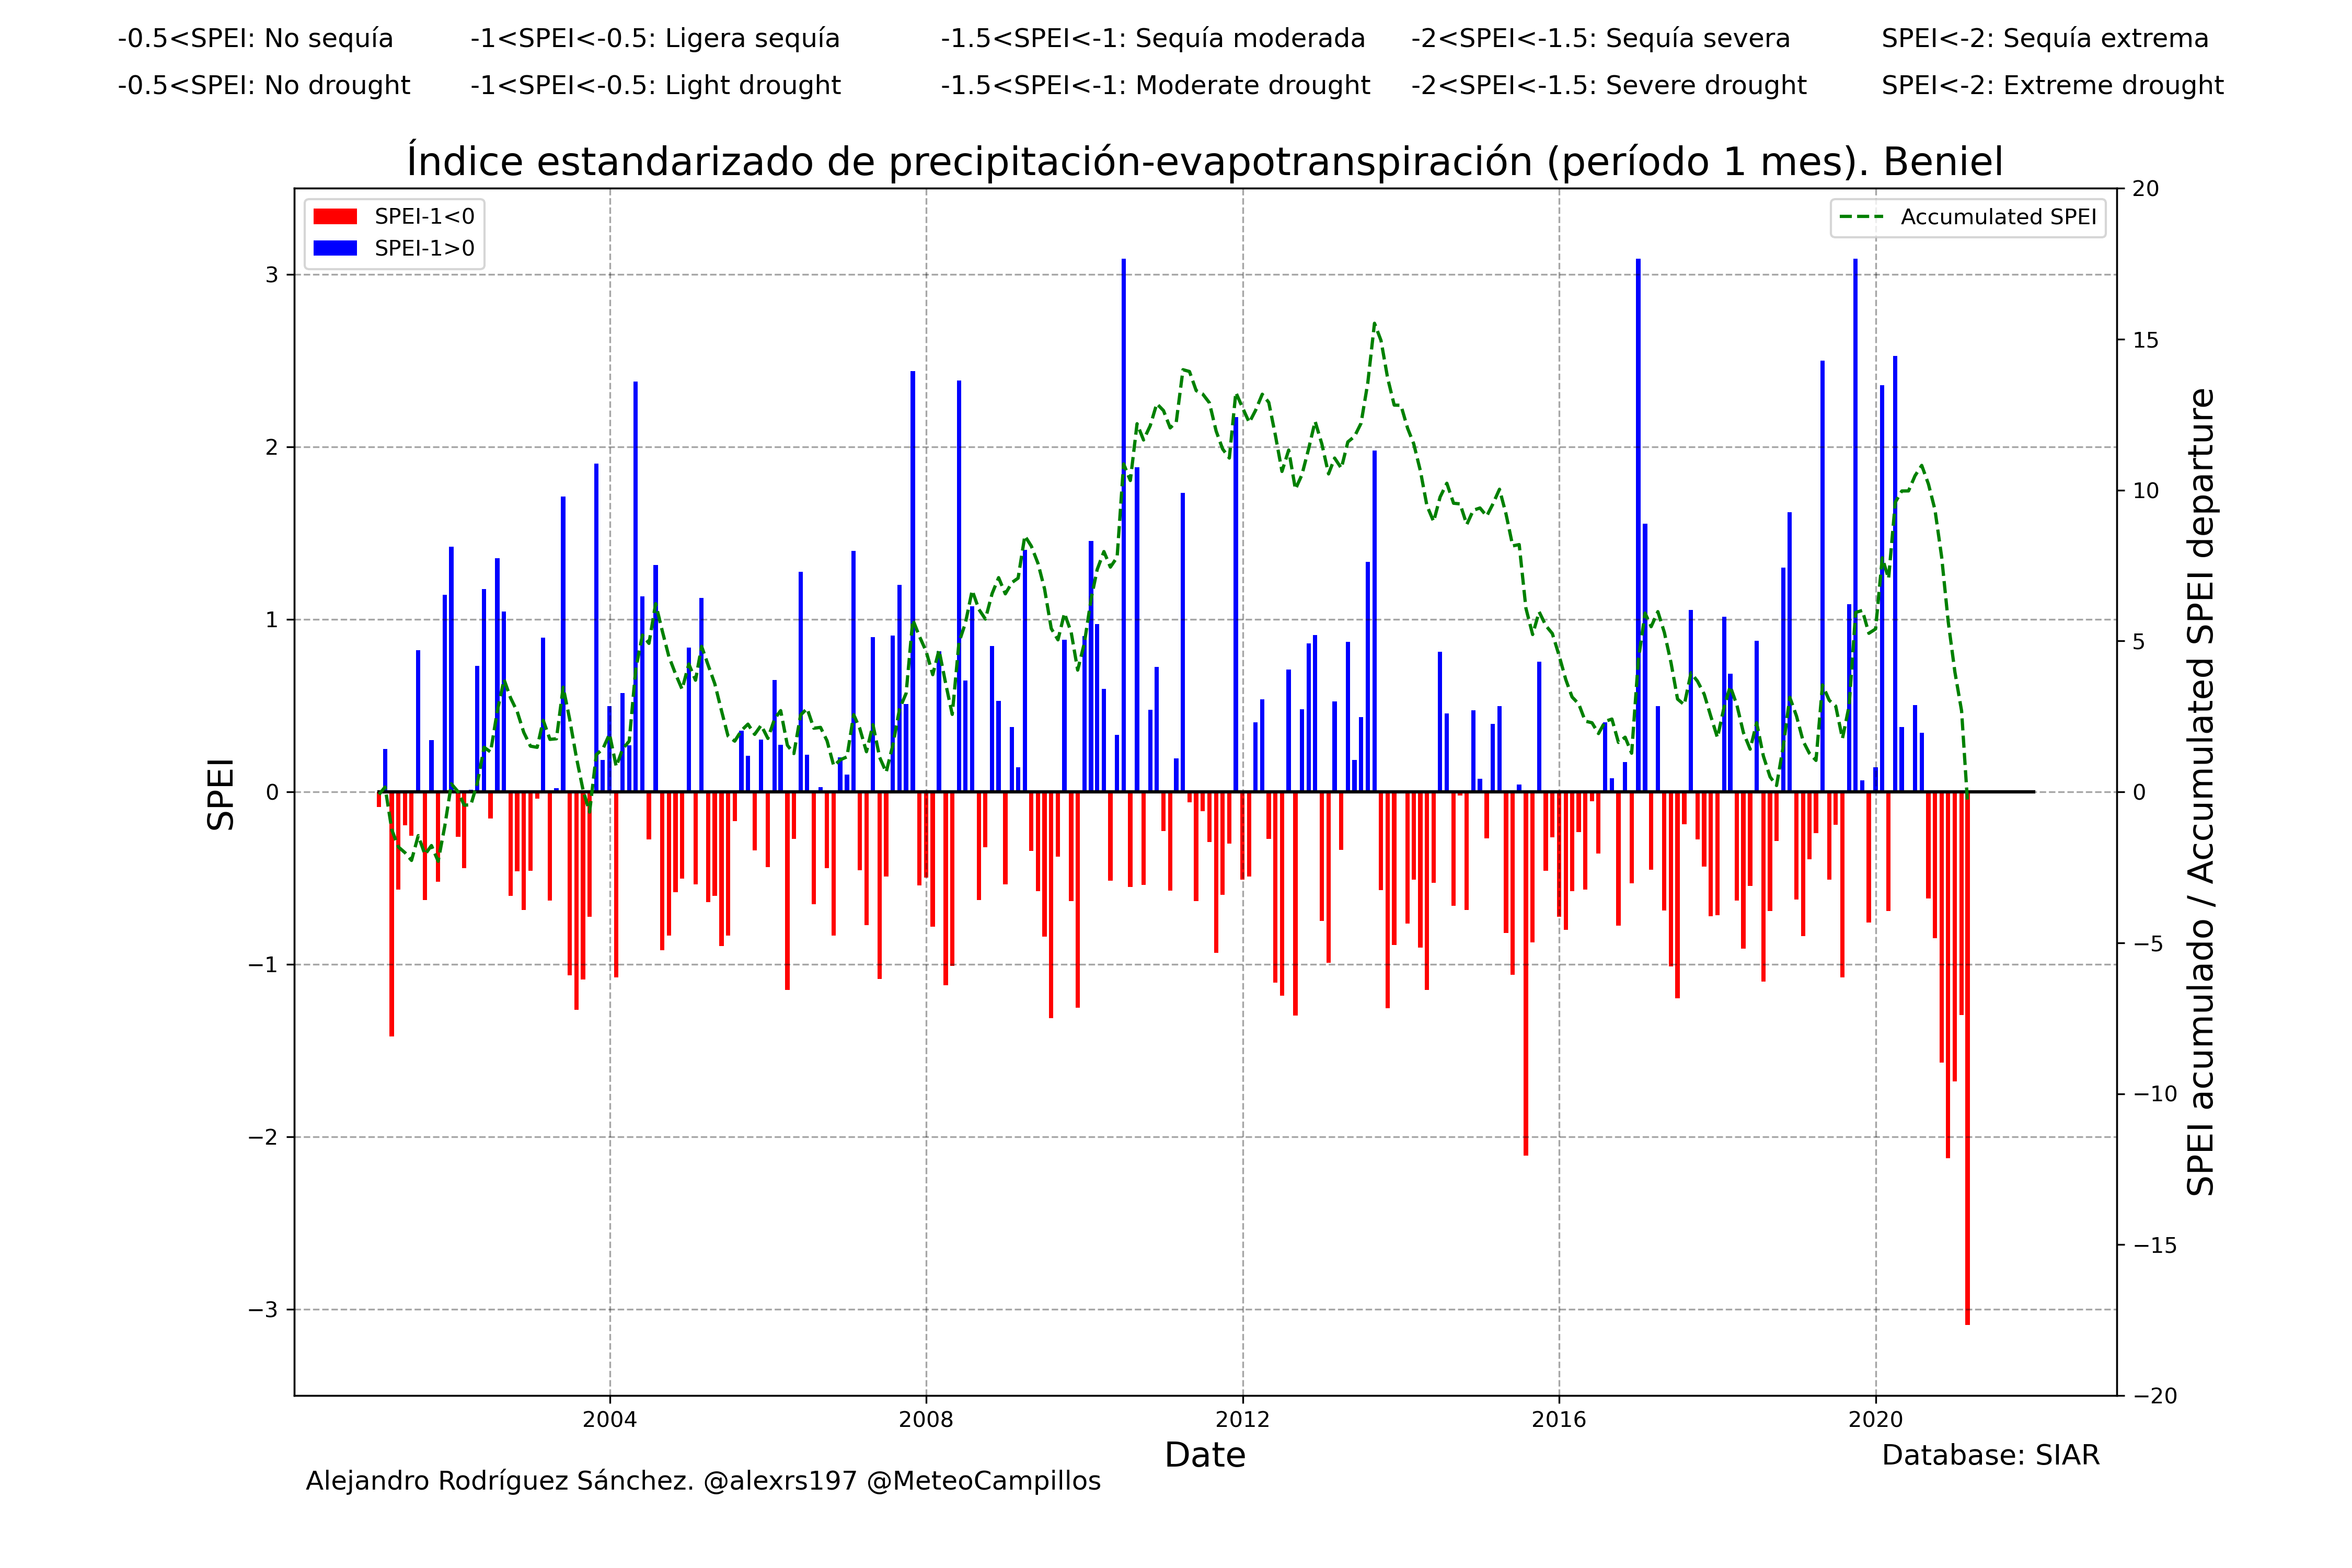 -0.5<SPEI: No sequía -1<SPEI<-0.5: Ligera sequía -1.5<SPEI<-1: Sequía moderada -2<SPEI<-1.5: Sequía severa SPEI<-2: Sequía extrema
-0.5<SPEI: No drought -1<SPEI<-0.5: Light drought -1.5<SPEI<-1: Moderate drought -2<SPEI<-1.5: Severe drought SPEI<-2: Extreme drought
Índice estandarizado de precipitación-evapotranspiración (período 1 mes). Beniel
SPEI-1<0
SPEI-1>0
Accumulated SPEI
SPEI
3
2
1
0
−1
−2
−3
20
15
10
5
0
−5
−10
−15
−20
SPEI acumulado / Accumulated SPEI departure
2004 2008 2012 2016 2020
Date
Database: SIAR
Alejandro Rodríguez Sánchez. @alexrs197 @MeteoCampillos